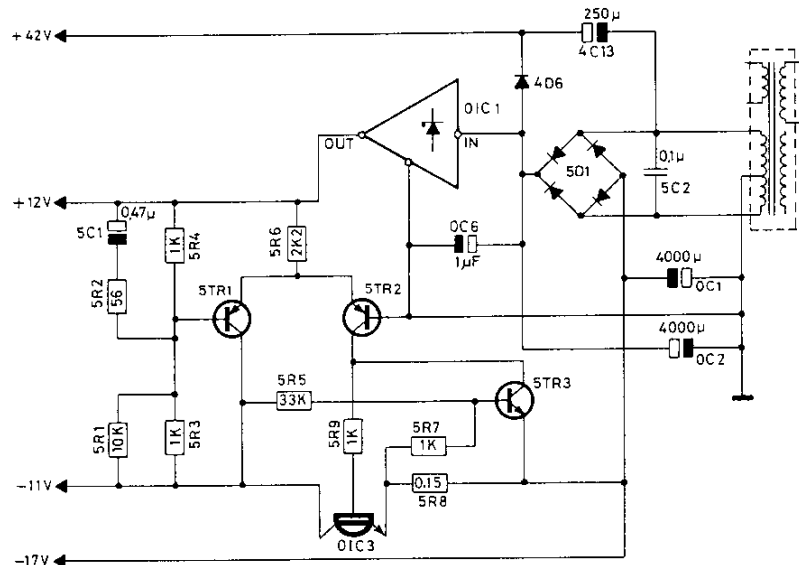 250µ
4C13
+42V
4D6
OIC1
OUT
IN
5D1
0,1µ
5C2
+12V
0,47µ
5C1
5R4
1K
5R6
2K2
OC6
1µF
5R2
56
5TR1
5TR2
4000µ
OC1
4000µ
OC2
5R5
33K
5TR3
5R1
10K
1K
5R3
5R9
1K
5R7
1K
0.15
5R8
-11V
OIC3
-17V